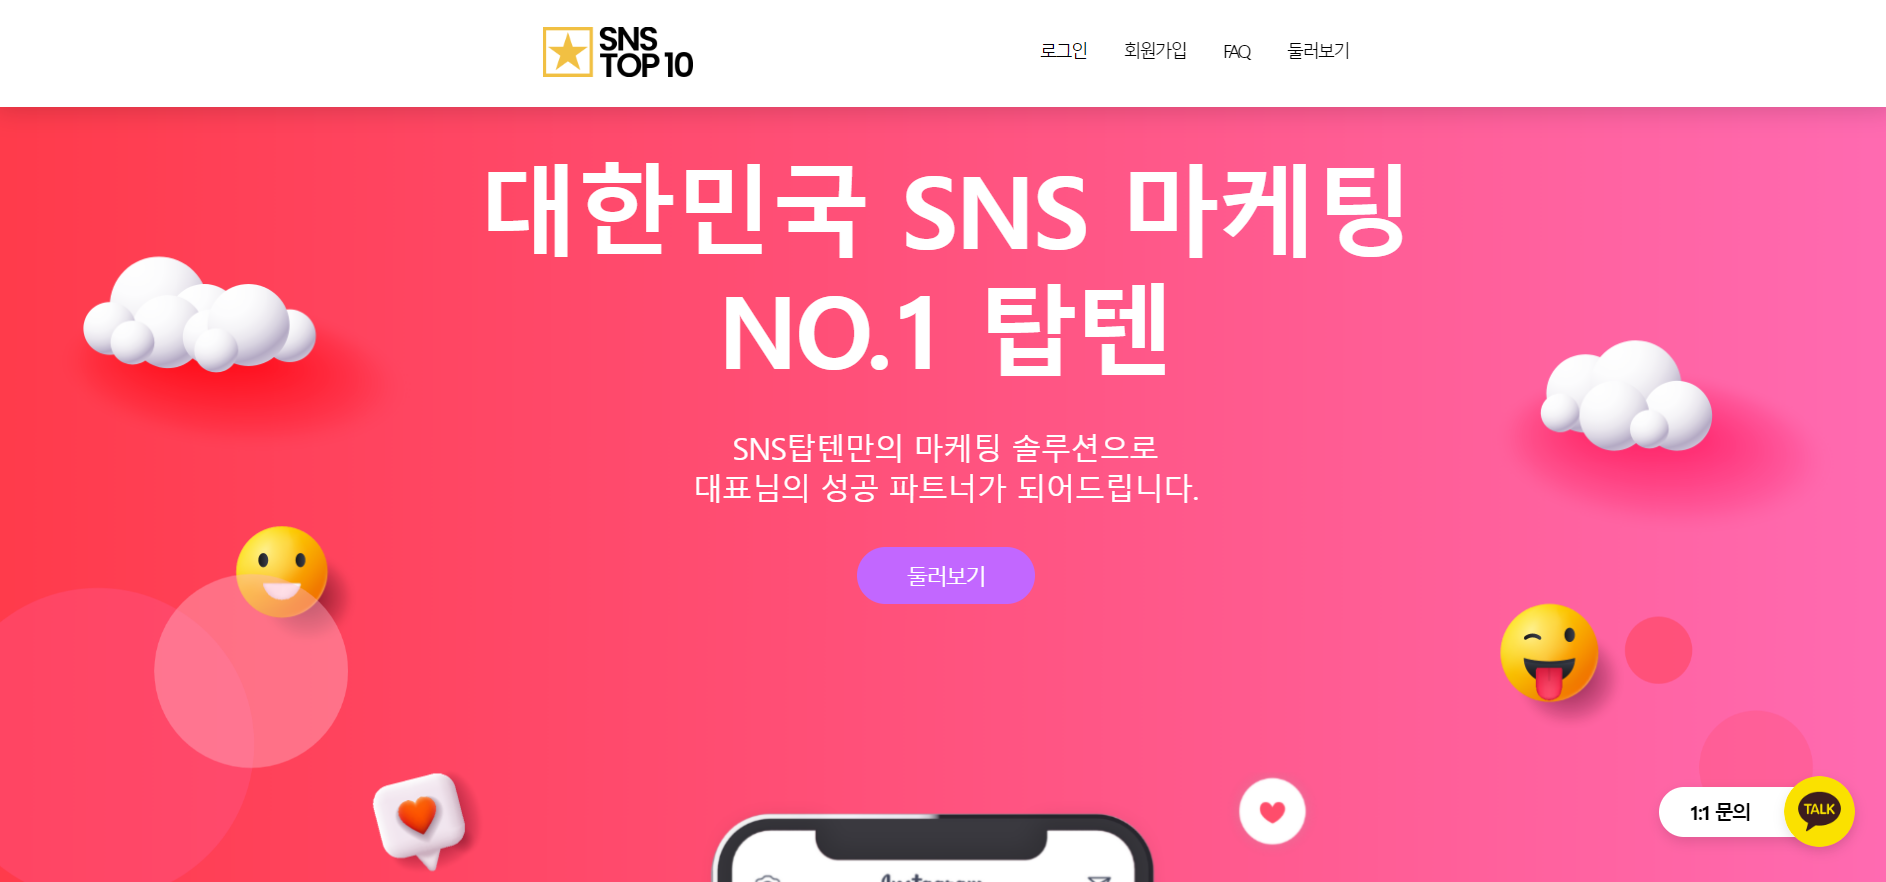 SNS
TOP 10
로그인
회원가입
FAQ
둘러보기
대한민국 SNS 마케팅
NO.1 탑텐
SNS탑텐만의 마케팅 솔루션으로
대표님의 성공 파트너가 되어드립니다.
둘러보기
1:1 문의
TALK